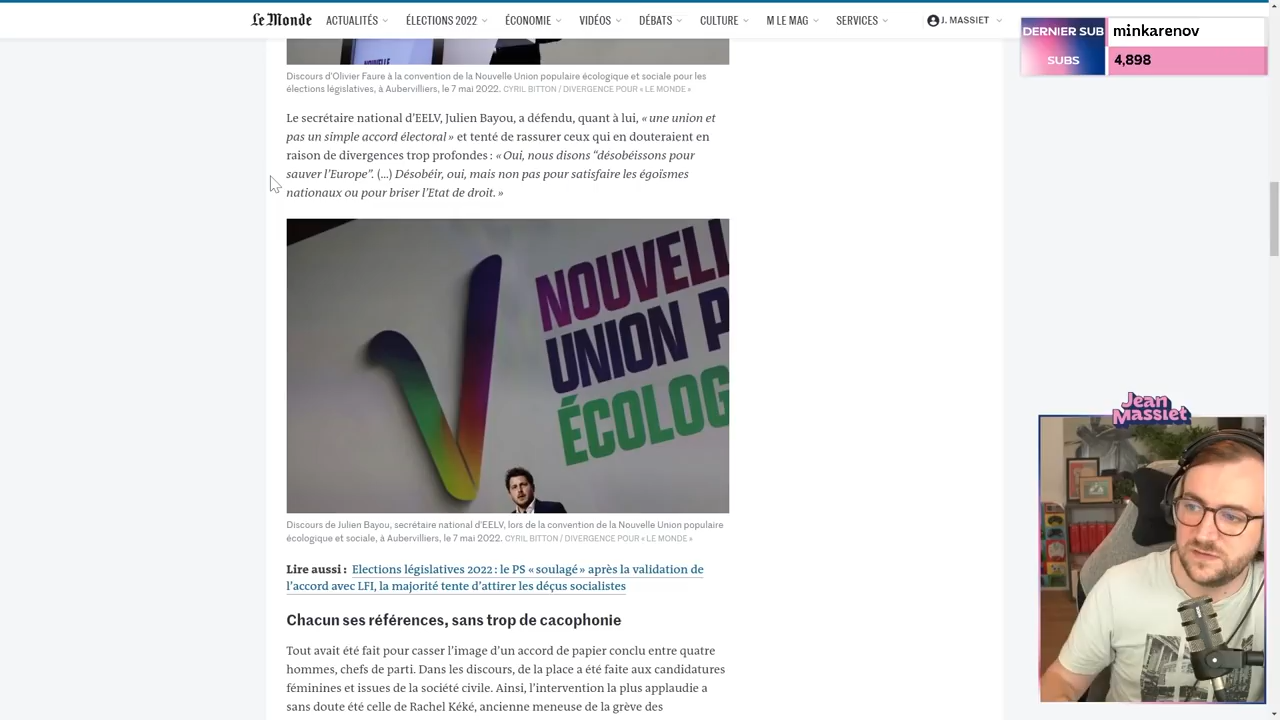 Le Monde
ACTUALITÉS
ÉLECTIONS 2022
ÉCONOMIE
VIDÉOS
DÉBATS
CULTURE
M LE MAG
SERVICES
J. MASSIET
DERNIER SUB
minkarenov
SUBS
4,898
NOUVELLE
Discours d'Olivier Faure à la convention de la Nouvelle Union populaire écologique et sociale pour les
élections législatives, à Aubervilliers, le 7 mai 2022. CYRIL BITTON / DIVERGENCE POUR « LE MONDE »
Le secrétaire national d’EELV, Julien Bayou, a défendu, quant à lui, « une union et
pas un simple accord électoral » et tenté de rassurer ceux qui en douteraient en
raison de divergences trop profondes : « Oui, nous disons “désobéissons pour
sauver l’Europe”. (…) Désobéir, oui, mais non pas pour satisfaire les égoïsmes
nationaux ou pour briser l’Etat de droit. »
NOUVELL
UNION P
ÉCOLOG
Discours de Julien Bayou, secrétaire national d'EELV, lors de la convention de la Nouvelle Union populaire
écologique et sociale, à Aubervilliers, le 7 mai 2022. CYRIL BITTON / DIVERGENCE POUR « LE MONDE »
Lire aussi : Elections législatives 2022 : le PS « soulagé » après la validation de
l’accord avec LFI, la majorité tente d’attirer les déçus socialistes
Chacun ses références, sans trop de cacophonie
Tout avait été fait pour casser l’image d’un accord de papier conclu entre quatre
hommes, chefs de parti. Dans les discours, de la place a été faite aux candidatures
féminines et issues de la société civile. Ainsi, l’intervention la plus applaudie a
sans doute été celle de Rachel Kéké, ancienne meneuse de la grève des
Jean
Massiet